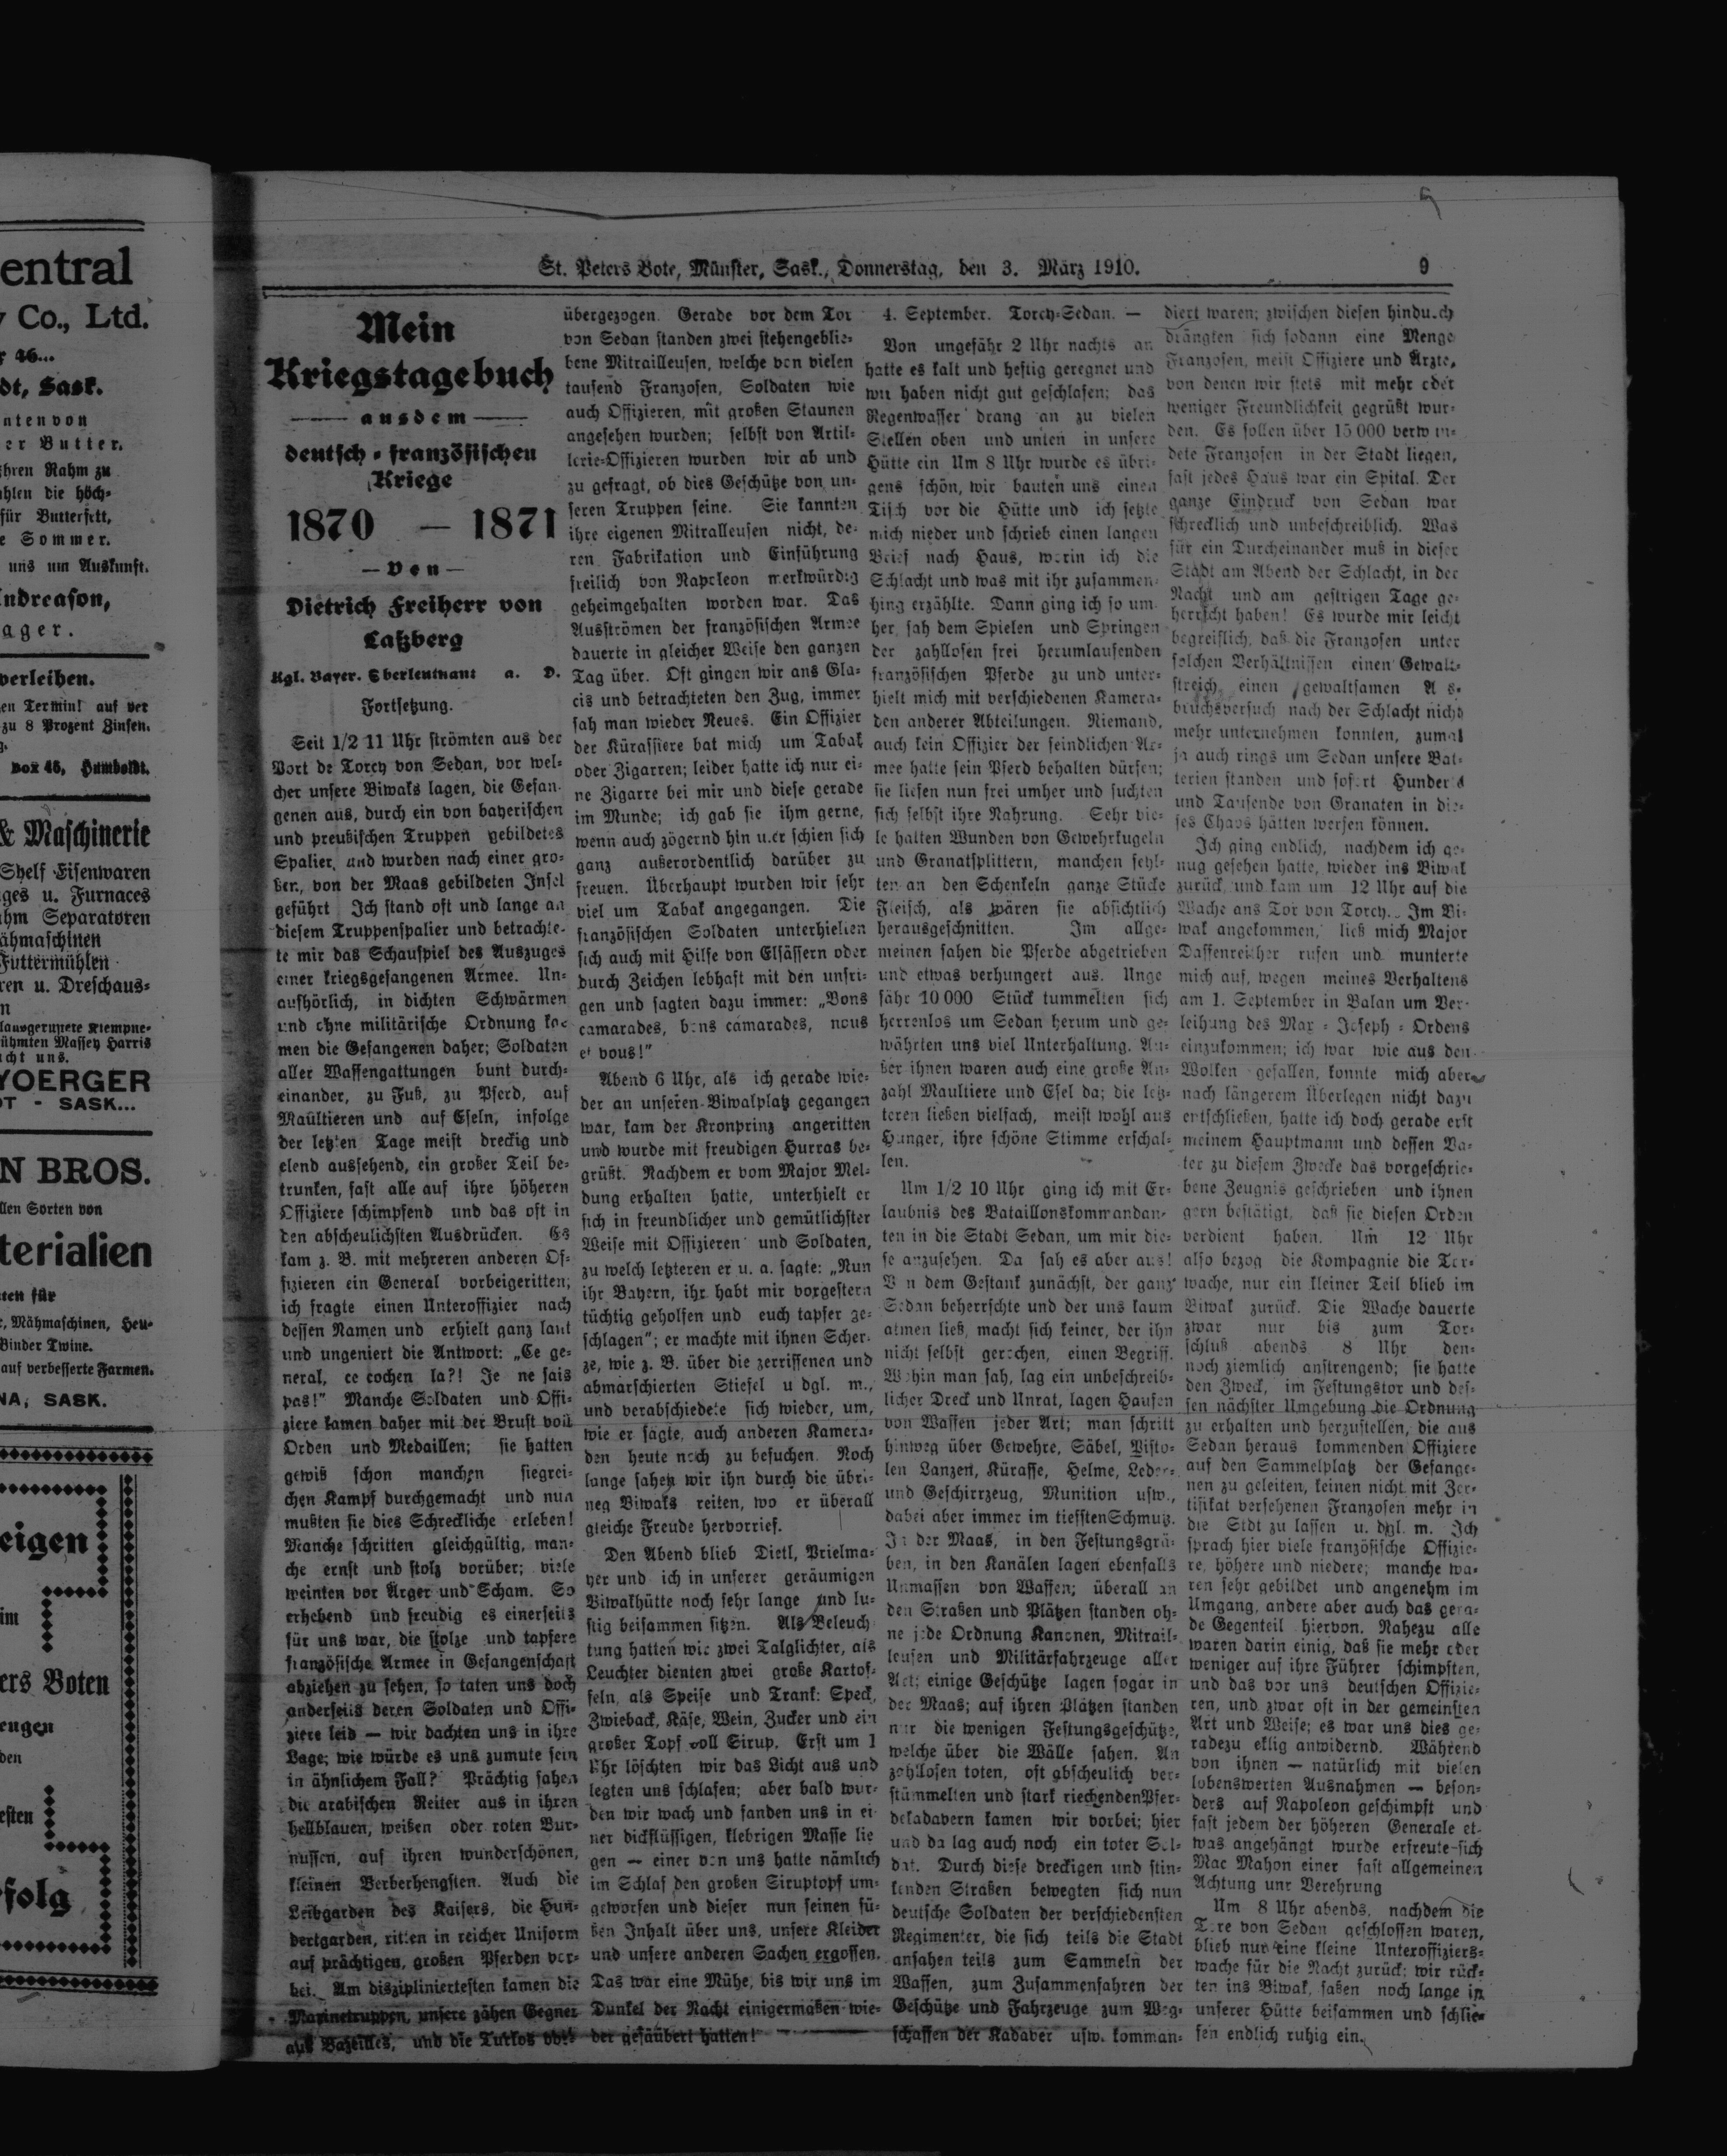 entral
y Co., Ltd.
46...
dt, Sask.
nten von
er Butter.
ihren Rahm zu
ahlen die höch-
für Butterfett,
e Sommer.
uns um Auskunft.
ndreason,
ager.
verleihen.
en Termin! auf ver
zu 8 Prozent Zinsen.
box 46, Humboldt.
& Maschinerie
Shelf Eisenwaren
ges u. Furnaces
ahm Separatoren
ähmaschinen
Futtermühlen
ren u. Dreschaus-
n
ühmten Massey Harris
icht uns.
YOERGER
DT - SASK...
N BROS.
llen Sorten von
terialien
ten für
, Mähmaschinen, Heu-
Binder Twine.
auf verbesserte Farmen.
NA, SASK.
eigen
im
ers Boten
eugen
den
esten
folg
St. Peters Bote, Münster, Sask., Donnerstag, den 3. März 1910.
9
Mein
Kriegstagebuch
— ausdem —
deutsch-französischen
Kriege
1870 — 1871
— Von —
Dietrich Freiherr von
Laßberg
Kgl. Bayer. Oberleutnant a. D.
Fortsetzung.
Seit 1/2 11 Uhr strömten aus der
Port de Torcy von Sedan, vor wel-
cher unsere Biwaks lagen, die Gefan-
genen aus, durch ein von bayerischen
und preußischen Truppen gebildetes
Spalier, und wurden nach einer gro-
ßen, von der Maas gebildeten Insel
geführt Ich stand oft und lange an
diesem Truppenspalier und betrachte-
te mir das Schauspiel des Auszuges
einer kriegsgefangenen Armee. Un-
aufhörlich, in dichten Schwärmen
und ohne militärische Ordnung ka-
men die Gefangenen daher; Soldaten
aller Waffengattungen bunt durch-
einander, zu Fuß, zu Pferd, auf
Maultieren und auf Eseln, infolge
der letzten Tage meist dreckig und
elend aussehend, ein großer Teil be-
trunken, fast alle auf ihre höheren
Offiziere schimpfend und das oft in
den abscheulichsten Ausdrücken. Es
kam z. B. mit mehreren anderen Of-
fizieren ein General vorbeigeritten;
ich fragte einen Unteroffizier nach
dessen Namen und erhielt ganz laut
und ungeniert die Antwort: „Ce ge-
neral, ce cochen la?! Je ne sais
pas!" Manche Soldaten und Offi-
ziere kamen daher mit der Brust voll
Orden und Medaillen; sie hatten
gewiß schon manchen siegrei-
chen Kampf durchgemacht und nun
mußten sie dies Schreckliche erleben!
Manche schritten gleichgültig, man-
che ernst und stolz vorüber; viele
weinten vor Ärger und Scham. So
erhebend und freudig es einerseits
für uns war, die stolze und tapfere
französische Armee in Gefangenschaft
abziehen zu sehen, so taten uns doch
anderseits deren Soldaten und Offi-
ziere leid — wir dachten uns in ihre
Lage; wie würde es uns zumute sein
in ähnlichem Fall? Prächtig sahen
die arabischen Reiter aus in ihren
hellblauen, weißen oder roten Bur-
nussen, auf ihren wunderschönen,
kleinen Berberhengsten. Auch die
Leibgarden des Kaisers, die Hun-
dertgarden, ritten in reicher Uniform
auf prächtigen, großen Pferden vor-
bei. Am diszipliniertesten kamen die
Marinetruppen, unsere zähen Gegner
aus Bazeilles, und die Turkos
übergezogen. Gerade vor dem Tor
von Sedan standen zwei stehengeblie-
bene Mitrailleusen, welche von vielen
tausend Franzosen, Soldaten wie
auch Offizieren, mit großen Staunen
angesehen wurden; selbst von Artil-
lerie-Offizieren wurden wir ab und
zu gefragt, ob dies Geschütze von un-
seren Truppen seine. Sie kannten
ihre eigenen Mitralleusen nicht, de-
ren Fabrikation und Einführung
freilich von Napoleon merkwürdig
geheimgehalten worden war. Das
Ausströmen der französischen Armee
dauerte in gleicher Weise den ganzen
Tag über. Oft gingen wir ans Gla-
cis und betrachteten den Zug, immer
sah man wieder Neues. Ein Offizier
der Kürassiere bat mich um Tabak
oder Zigarren; leider hatte ich nur ei-
ne Zigarre bei mir und diese gerade
im Munde; ich gab sie ihm gerne,
wenn auch zögernd hin u.er schien sich
ganz außerordentlich darüber zu
freuen. Überhaupt wurden wir sehr
viel um Tabak angegangen. Die
französischen Soldaten unterhielten
sich auch mit Hilfe von Elsässern oder
durch Zeichen lebhaft mit den unsri-
gen und sagten dazu immer: „Bons
camarades, bons camarades, nous
et vous!"
Abend 6 Uhr, als ich gerade wie-
der an unseren Biwakplatz gegangen
war, kam der Kronprinz angeritten
und wurde mit freudigen Hurras be-
grüßt. Nachdem er vom Major Mel-
dung erhalten hatte, unterhielt er
sich in freundlicher und gemütlichster
Weise mit Offizieren und Soldaten,
zu welch letzteren er u. a. sagte: „Nun
ihr Bayern, ihr habt mir vorgestern
tüchtig geholfen und euch tapfer ge-
schlagen"; er machte mit ihnen Scher-
ze, wie z. B. über die zerrissenen und
abmarschierten Stiefel u dgl. m.,
und verabschiedete sich wieder, um,
wie er sagte, auch anderen Kamera-
den heute noch zu besuchen. Noch
lange sahen wir ihn durch die übri-
neg Biwaks reiten, wo er überall
gleiche Freude hervorrief.
Den Abend blieb Dietl, Prielma-
yer und ich in unserer geräumigen
Biwakhütte noch sehr lange und lu-
stig beisammen sitzen. Als Beleuch
tung hatten wir zwei Talglichter, als
Leuchter dienten zwei große Kartof-
feln, als Speise und Trank: Speck,
Zwieback, Käse, Wein, Zucker und ein
großer Topf voll Sirup. Erst um 1
Uhr löschten wir das Licht aus und
legten uns schlafen; aber bald wur-
den wir wach und fanden uns in ei
ner dickflüssigen, klebrigen Masse lie
gen — einer von uns hatte nämlich
im Schlaf den großen Siruptopf um-
geworfen und dieser nun seinen sü-
ßen Inhalt über uns, unsere Kleider
und unsere anderen Sachen ergossen.
Das war eine Mühe, bis wir uns im
Dunkel der Nacht einigermaßen wie-
der gesäubert hatten!
4. September. Torcy-Sedan. —
Von ungefähr 2 Uhr nachts an
hatte es kalt und heftig geregnet und
wir haben nicht gut geschlafen; das
Regenwasser drang an zu vielen
Stellen oben und unten in unsere
Hütte ein Um 8 Uhr wurde es übri-
gens schön, wir bauten uns einen
Tisch vor die Hütte und ich setzte
mich nieder und schrieb einen langen
Brief nach Haus, worin ich die
Schlacht und was mit ihr zusammen-
hing erzählte. Dann ging ich so um-
her, sah dem Spielen und Springen
der zahllosen frei herumlaufenden
französischen Pferde zu und unter-
hielt mich mit verschiedenen Kamera-
den anderer Abteilungen. Niemand,
auch kein Offizier der feindlichen Ar-
mee hatte sein Pferd behalten dürfen;
sie liefen nun frei umher und suchten
sich selbst ihre Nahrung. Sehr vie-
le hatten Wunden von Gewehrkugeln
und Granatsplittern, manchen fehl-
ten an den Schenkeln ganze Stücke
Fleisch, als wären sie absichtlich
herausgeschnitten. Im allge-
meinen sahen die Pferde abgetrieben
und etwas verhungert aus. Unge
fähr 10 000 Stück tummelten sich
herrenlos um Sedan herum und ge-
währten uns viel Unterhaltung. Au-
ßer ihnen waren auch eine große An-
zahl Maultiere und Esel da; die letz-
teren ließen vielfach, meist wohl aus
Hunger, ihre schöne Stimme erschal-
len.
Um 1/2 10 Uhr ging ich mit Er-
laubnis des Bataillonskommandan-
ten in die Stadt Sedan, um mir die-
se anzusehen. Da sah es aber aus!
Von dem Gestank zunächst, der ganz
Sedan beherrschte und der uns kaum
atmen ließ, macht sich keiner, der ihn
nicht selbst gerochen, einen Begriff.
Wohin man sah, lag ein unbeschreib-
licher Dreck und Unrat, lagen Haufen
von Waffen jeder Art; man schritt
hinweg über Gewehre, Säbel, Pisto-
len Lanzen, Kürasse, Helme, Leder-
und Geschirrzeug, Munition usw.,
dabei aber immer im tiefstenSchmutz.
In der Maas, in den Festungsgrä-
ben, in den Kanälen lagen ebenfalls
Unmassen von Waffen; überall an
den Straßen und Plätzen standen oh-
ne jede Ordnung Kanonen, Mitrail-
leusen und Militärfahrzeuge aller
Art; einige Geschütze lagen sogar in
der Maas; auf ihren Plätzen standen
nur die wenigen Festungsgeschütze,
welche über die Wälle sahen. An
zahllosen toten, oft abscheulich ver-
stümmelten und stark riechendenPfer-
dekadavern kamen wir vorbei; hier
und da lag auch noch ein toter Sol-
dat. Durch diese dreckigen und stin-
kenden Straßen bewegten sich nun
deutsche Soldaten der verschiedensten
Regimenter, die sich teils die Stadt
ansahen teils zum Sammeln der
Waffen, zum Zusammenfahren der
Geschütze und Fahrzeuge zum Weg-
schaffen der Kadaver usw. komman-
diert waren; zwischen diesen hindurch
drängten sich sodann eine Menge
Franzosen, meist Offiziere und Ärzte,
von denen wir stets mit mehr oder
weniger Freundlichkeit gegrüßt wur-
den. Es sollen über 15 000 verwun-
dete Franzosen in der Stadt liegen,
fast jedes Haus war ein Spital. Der
ganze Eindruck von Sedan war
schrecklich und unbeschreiblich. Was
für ein Durcheinander muß in dieser
Stadt am Abend der Schlacht, in der
Nacht und am gestrigen Tage ge-
herrscht haben! Es wurde mir leicht
begreiflich, daß die Franzosen unter
solchen Verhältnissen einen Gewalt-
streich, einen gewaltsamen A s-
bruchsversuch nach der Schlacht nicht
mehr unternehmen konnten, zumal
ja auch rings um Sedan unsere Bat-
terien standen und sofort Hundert
und Tausende von Granaten in die-
ses Chaos hätten werfen können.
Ich ging endlich, nachdem ich ge-
nug gesehen hatte, wieder ins Biwak
zurück, und kam um 12 Uhr auf die
Wache ans Tor von Torcy. Im Bi-
wak angekommen, ließ mich Major
Daffenreither rufen und munterte
mich auf, wegen meines Verhaltens
am 1. September in Balan um Ver-
leihung des Max-Joseph-Ordens
einzukommen; ich war wie aus den
Wolken gefallen, konnte mich aber
nach längerem Überlegen nicht dazu
entschließen, hatte ich doch gerade erst
meinem Hauptmann und dessen Va-
ter zu diesem Zwecke das vorgeschrie-
bene Zeugnis geschrieben und ihnen
gern bestätigt, daß sie diesen Orden
verdient haben. Um 12 Uhr
also bezog die Kompagnie die Tor-
wache, nur ein kleiner Teil blieb im
Biwak zurück. Die Wache dauerte
zwar nur bis zum Tor-
schluß abends 8 Uhr den-
noch ziemlich anstrengend; sie hatte
den Zweck, im Festungstor und des-
sen nächster Umgebung die Ordnung
zu erhalten und herzustellen, die aus
Sedan heraus kommenden Offiziere
auf den Sammelplatz der Gefange-
nen zu geleiten, keinen nicht mit Zer-
tifikat versehenen Franzosen mehr in
die Stdt zu lassen u. dgl. m. Ich
sprach hier viele französische Offizie-
re, höhere und niedere; manche wa-
ren sehr gebildet und angenehm im
Umgang, andere aber auch das gera-
de Gegenteil hiervon. Nahezu alle
waren darin einig, daß sie mehr oder
weniger auf ihre Führer schimpften,
und das vor uns deutschen Offizie-
ren, und zwar oft in der gemeinsten
Art und Weise; es war uns dies ge-
radezu eklig anwidernd. Während
von ihnen — natürlich mit vielen
lobenswerten Ausnahmen — beson-
ders auf Napoleon geschimpft und
fast jedem der höheren Generale et-
was angehängt wurde erfreute sich
Mac Mahon einer fast allgemeinen
Achtung unr Verehrung
Um 8 Uhr abends, nachdem die
Tore von Sedan geschlossen waren,
blieb nur eine kleine Unteroffiziers-
wache für die Nacht zurück; wir rück-
ten ins Biwak, saßen noch lange in
unserer Hütte beisammen und schlie-
fen endlich ruhig ein.